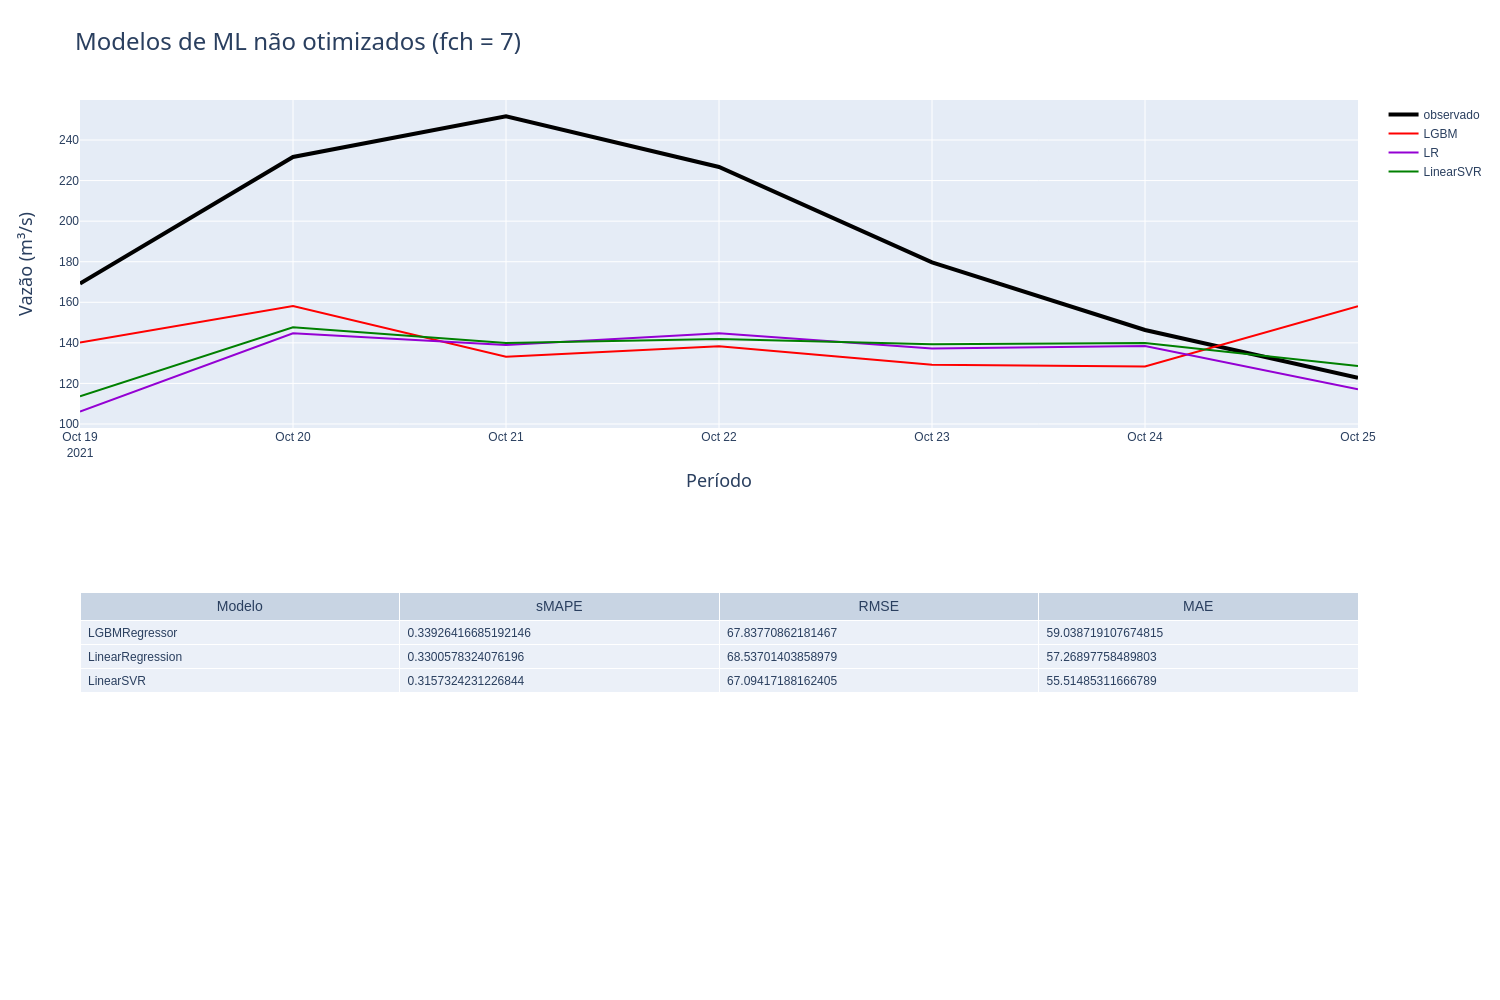 Modelos de ML não otimizados (fch = 7)
observado
LGBM
LR
LinearSVR
Vazão (m³/s)
240
220
200
180
160
140
120
100
Oct 19 Oct 20 Oct 21 Oct 22 Oct 23 Oct 24 Oct 25
2021
Período
Modelo sMAPE RMSE MAE
LGBMRegressor 0.33926416685192146 67.83770862181467 59.038719107674815
LinearRegression 0.3300578324076196 68.53701403858979 57.26897758489803
LinearSVR 0.3157324231226844 67.09417188162405 55.51485311666789